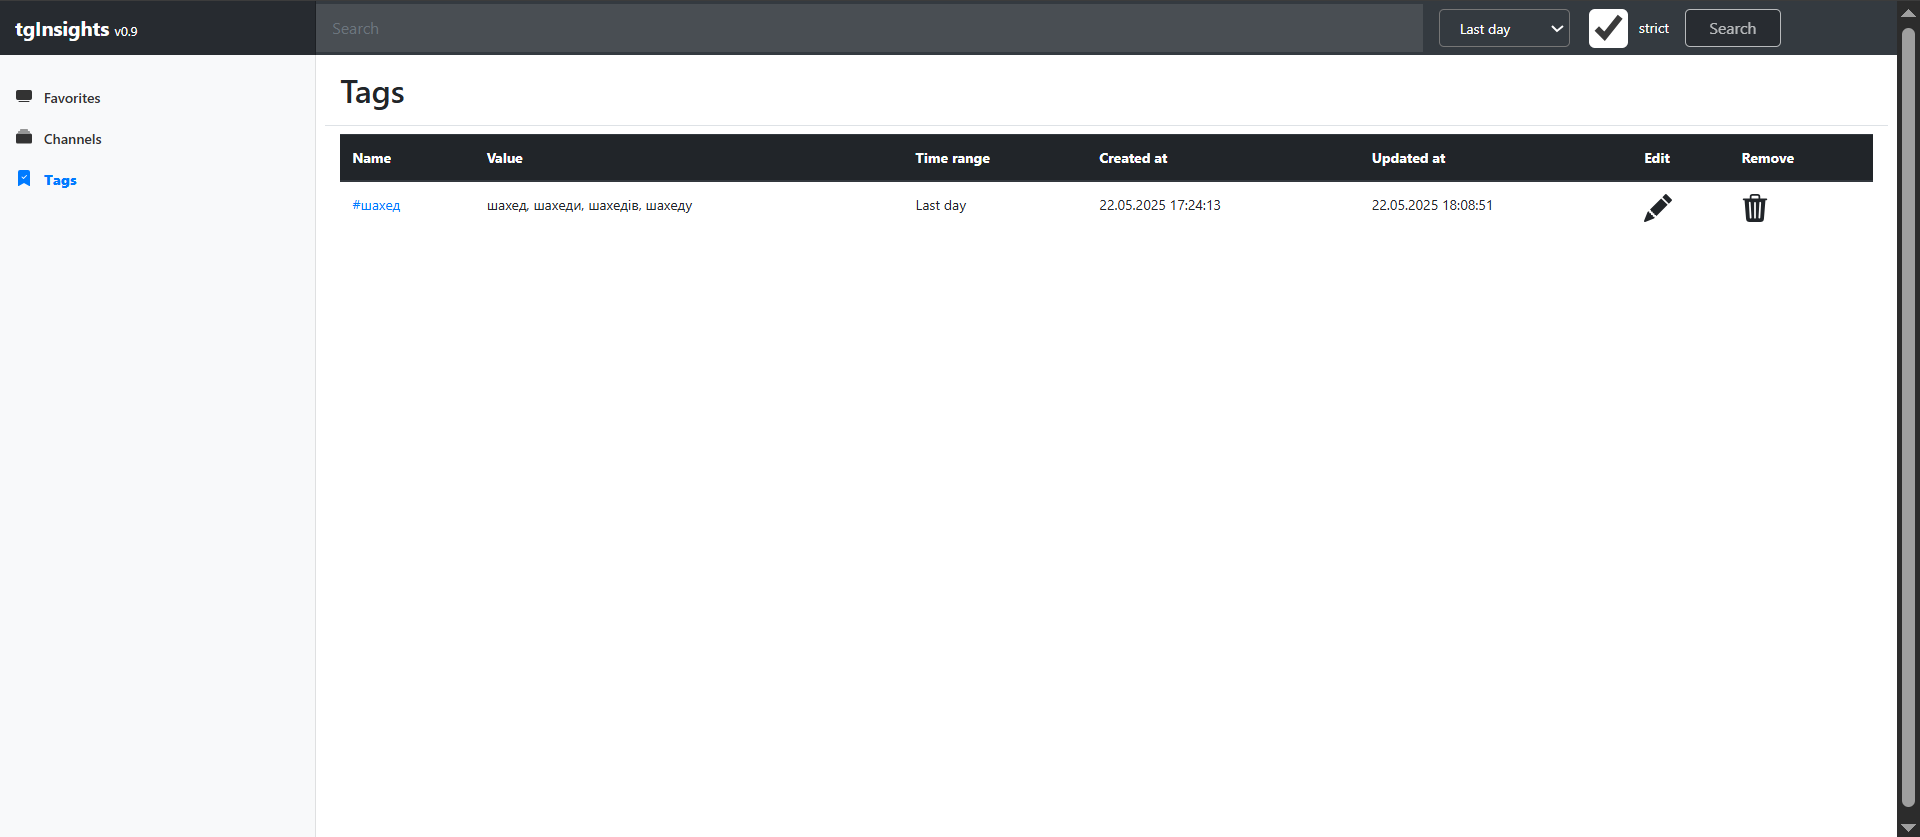 tgInsights v0.9
Search
Last day
strict
Search
Favorites
Channels
Tags
Tags
Name Value Time range Created at Updated at Edit Remove
#шахед шахед, шахеди, шахедів, шахеду Last day 22.05.2025 17:24:13 22.05.2025 18:08:51